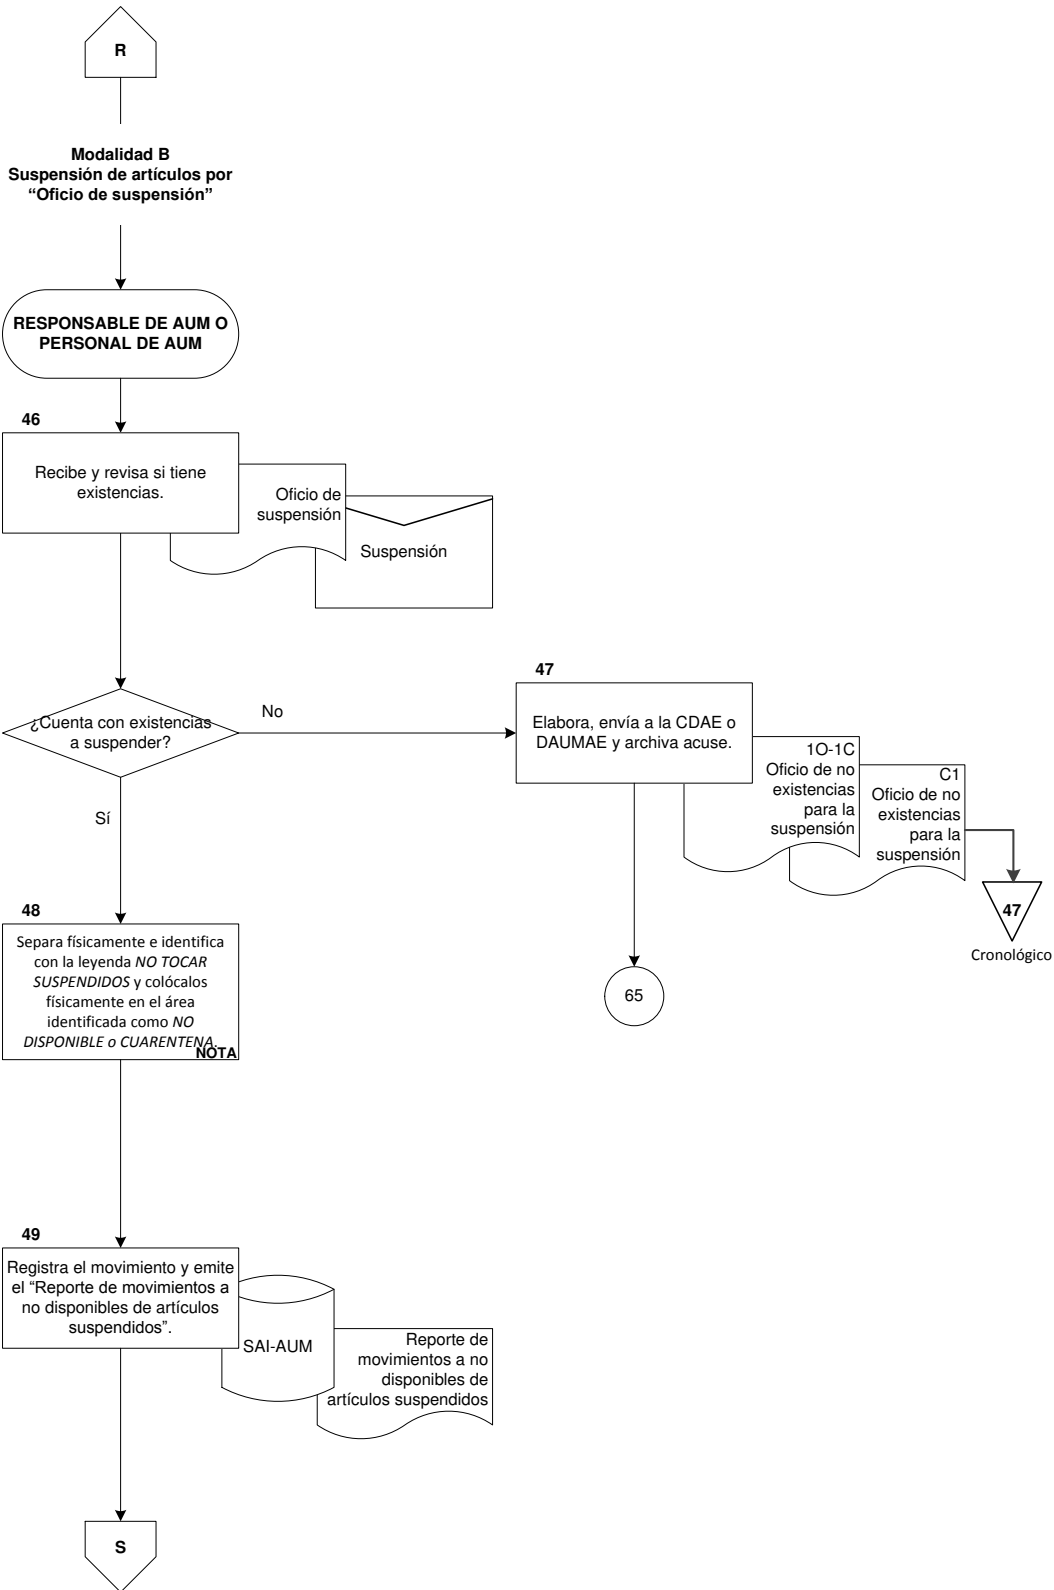 R
Modalidad B
Suspensión de artículos por
“Oficio de suspensión”
RESPONSABLE DE AUM O
PERSONAL DE AUM
46
Recibe y revisa si tiene
existencias.
Oficio de
suspensión
Suspensión
¿Cuenta con existencias
a suspender?
No
Sí
47
Elabora, envía a la CDAE o
DAUMAE y archiva acuse.
1O-1C
Oficio de no
existencias
para la
suspensión
C1
Oficio de no
existencias
para la
suspensión
47
Cronológico
65
48
Separa físicamente e identifica
con la leyenda NO TOCAR
SUSPENDIDOS y colócalos
físicamente en el área
identificada como NO
DISPONIBLE o CUARENTENA.
NOTA
49
Registra el movimiento y emite
el “Reporte de movimientos a
no disponibles de artículos
suspendidos”.
SAI-AUM
Reporte de
movimientos a no
disponibles de
artículos suspendidos
S